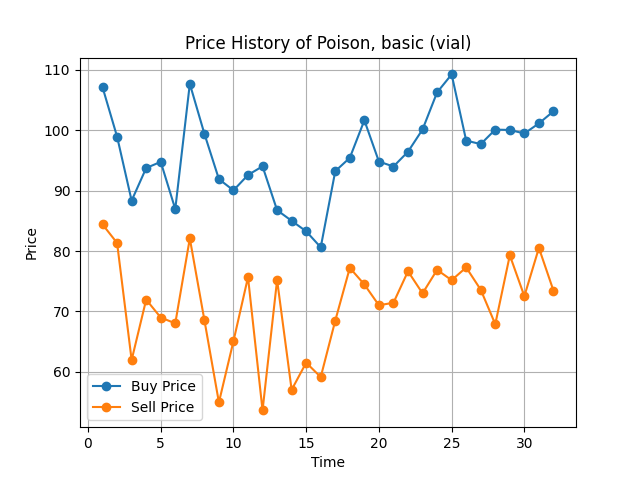 Price History of Poison, basic (vial)
110
100
90
80
70
60
Price
Buy Price
Sell Price
0 5 10 15 20 25 30
Time